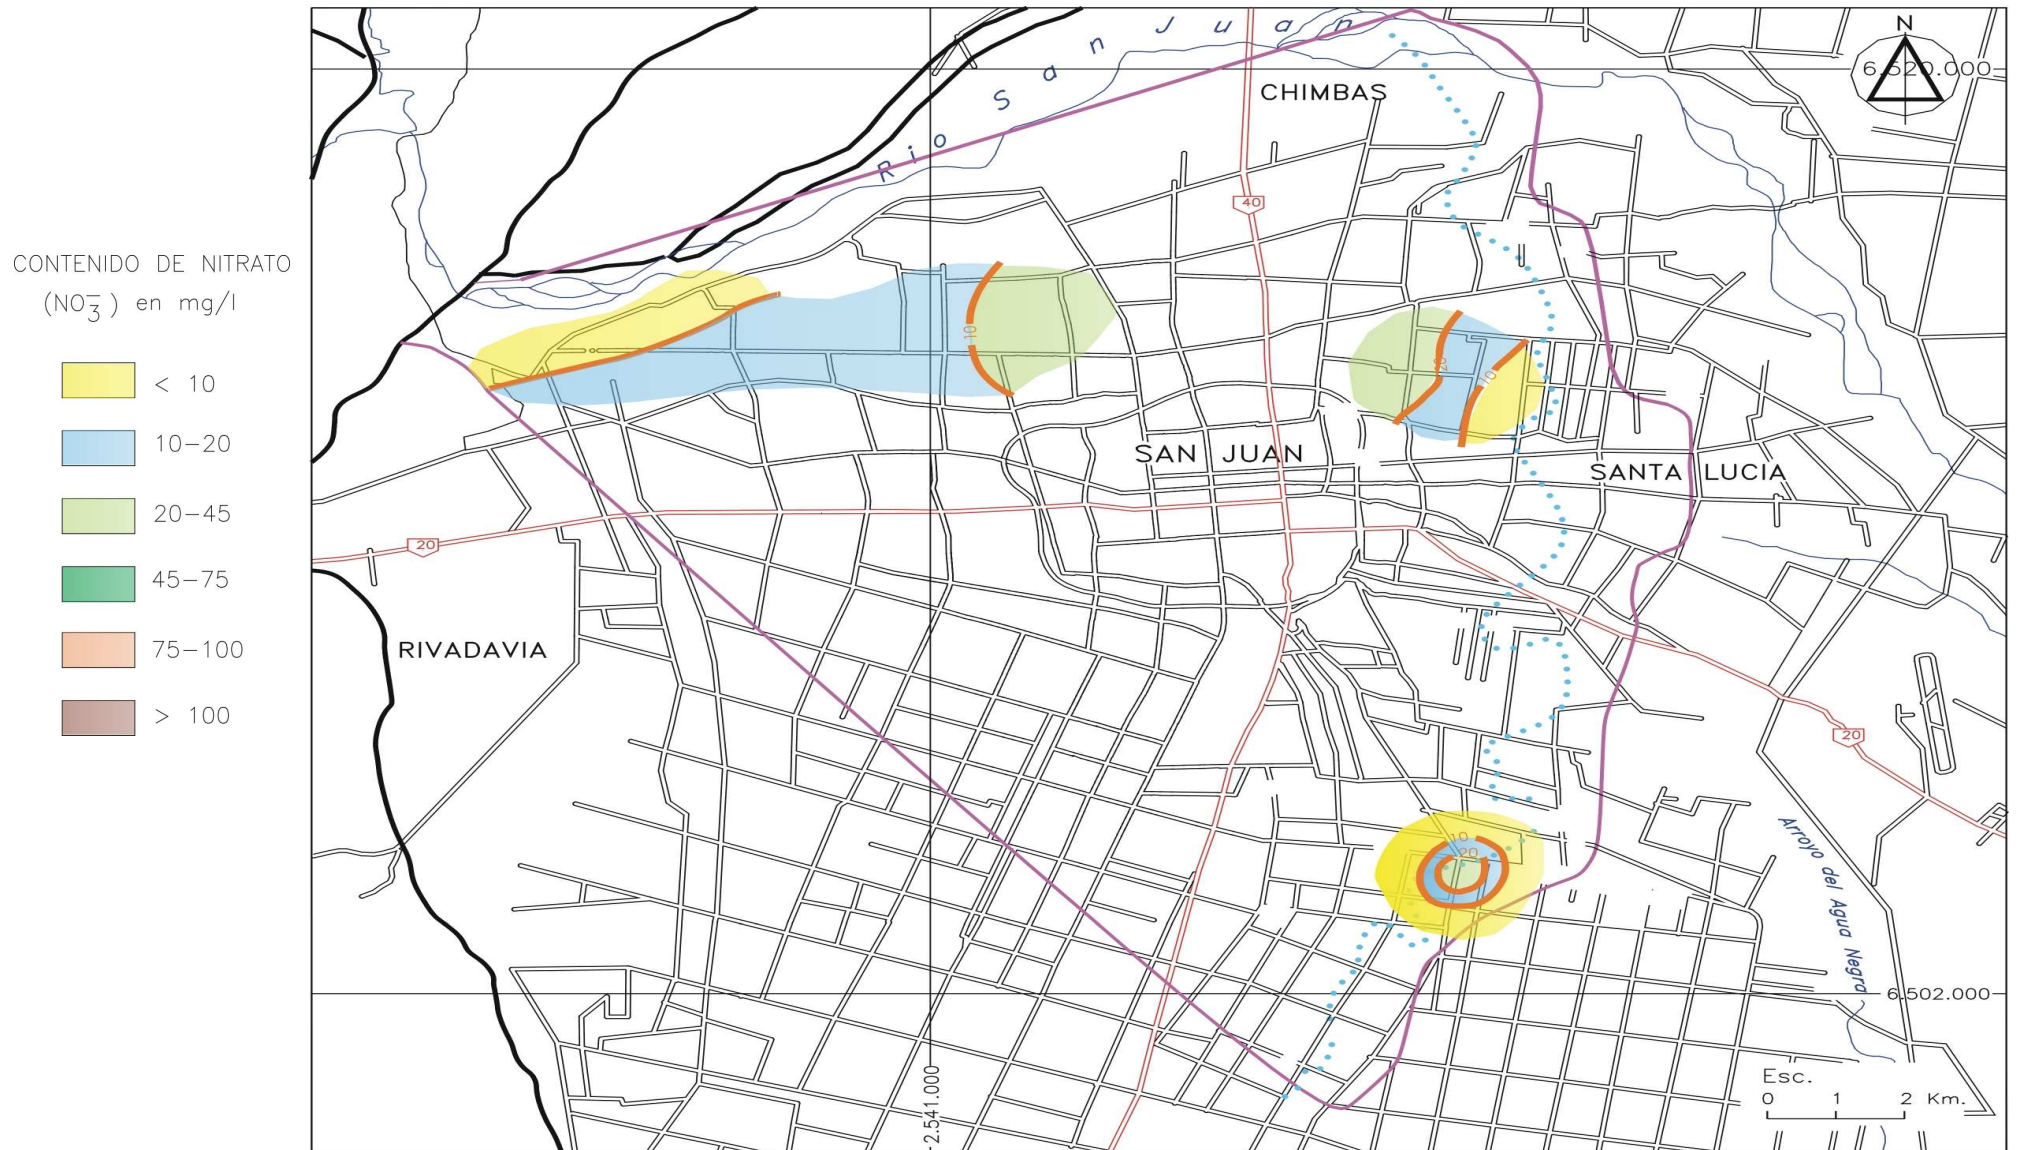 CONTENIDO DE NITRATO
(NO3̅) en mg/l
< 10
10-20
20-45
45-75
75-100
> 100
Rio San Juan
N
6.520.000
CHIMBAS
40
10
20
10
SAN JUAN
SANTA LUCIA
20
RIVADAVIA
20
10
20
Arroyo del Agua Negra
6.502.000
2.541.000
Esc.
0 1 2 Km.